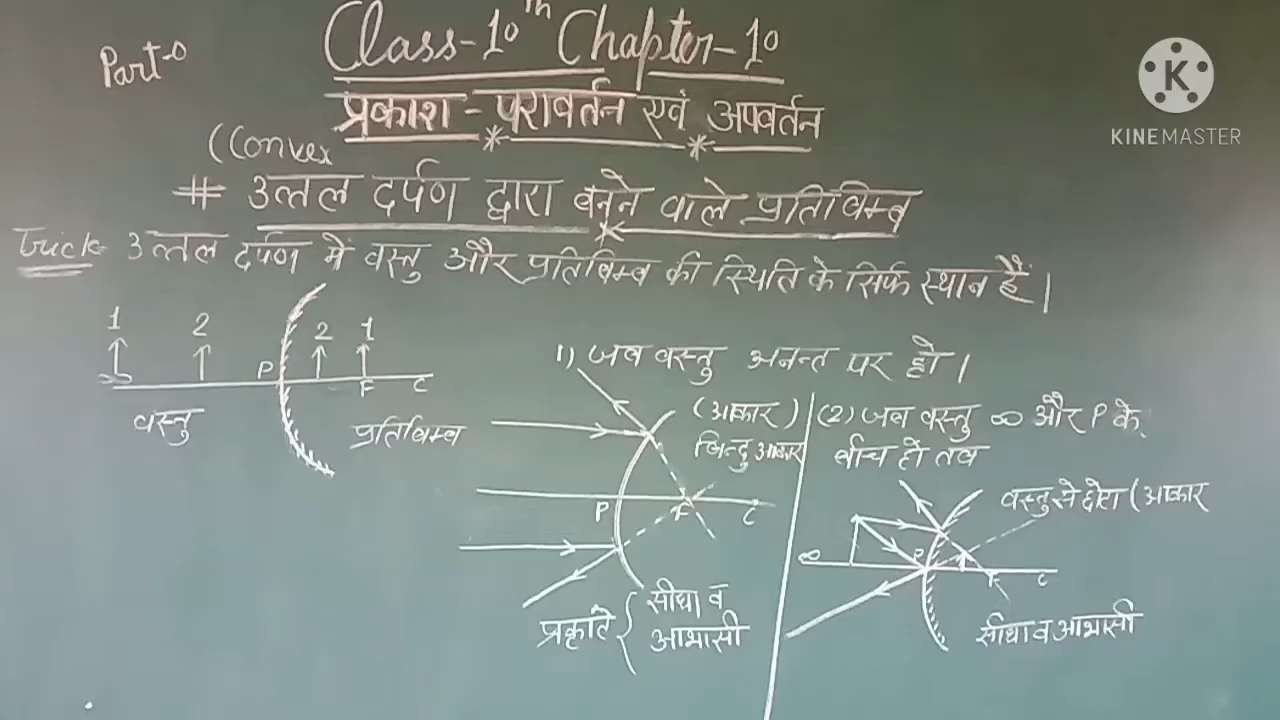 Part-0
Class-10th Chapter-10
प्रकाश - परावर्तन एवं अपवर्तन
(Convex
# उत्तल दर्पण द्वारा बनने वाले प्रतिबिम्ब
Trick- उत्तल दर्पण में वस्तु और प्रतिबिम्ब की स्थिति के सिर्फ स्थान हैं।
1 2 P 2 1 F C
वस्तु प्रतिबिम्ब
1) जब वस्तु अनन्त पर हो।
(आकार)
बिन्दु आकार
P F C
प्रकृति { सीधा व
आभासी
(2) जब वस्तु ∞ और P के
बीच हो तब
वस्तु से छोटा (आकार
∞ P F C
सीधा व आभासी
K
KINEMASTER